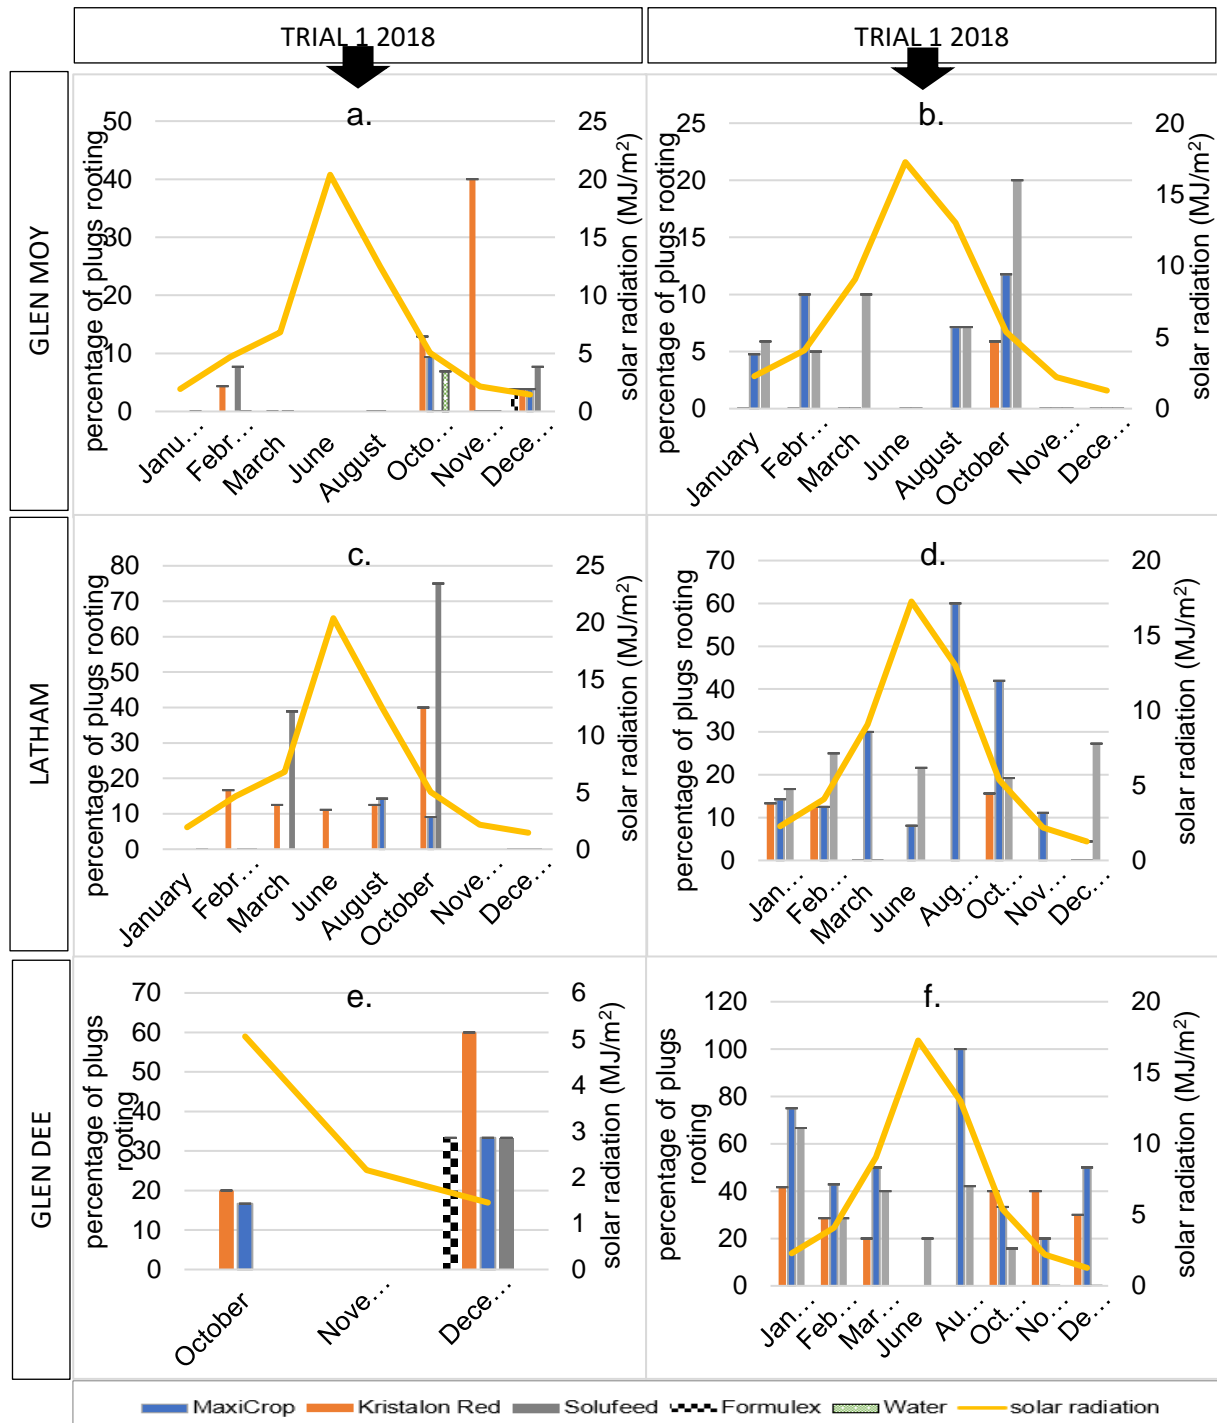 TRIAL 1 2018
TRIAL 1 2018
GLEN MOY
a.
percentage of plugs rooting
50
40
30
20
10
0
25
20
15
10
5
0
solar radiation (MJ/m²)
Janu…
Febr…
March
June
August
Octo…
Nove…
Dece…
b.
percentage of plugs rooting
25
20
15
10
5
0
20
15
10
5
0
solar radiation (MJ/m²)
January
Febr…
March
June
August
October
Nove…
Dece…
LATHAM
c.
percentage of plugs rooting
80
70
60
50
40
30
20
10
0
25
20
15
10
5
0
solar radiation (MJ/m²)
January
Febr…
March
June
August
October
Nove…
Dece…
d.
percentage of plugs rooting
70
60
50
40
30
20
10
0
20
15
10
5
0
solar radiation (MJ/m²)
Jan…
Feb…
March
June
Aug…
Oct…
Nov…
Dec…
GLEN DEE
e.
percentage of plugs
rooting
70
60
50
40
30
20
10
0
6
5
4
3
2
1
0
solar radiation (MJ/m²)
October
Nove…
Dece…
f.
percentage of plugs
rooting
120
100
80
60
40
20
0
20
15
10
5
0
solar radiation (MJ/m²)
Jan…
Feb…
Mar…
June
Au…
Oct…
No…
De…
MaxiCrop Kristalon Red Solufeed Formulex Water solar radiation